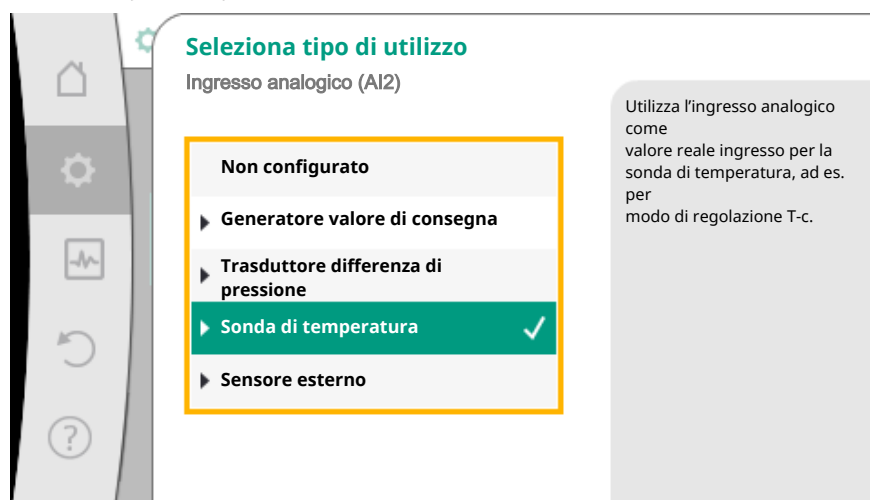 Seleziona tipo di utilizzo
Ingresso analogico (AI2)
Non configurato
Generatore valore di consegna
Trasduttore differenza di
pressione
Sonda di temperatura
Sensore esterno
Utilizza l'ingresso analogico
come
valore reale ingresso per la
sonda di temperatura, ad es.
per
modo di regolazione T-c.
?